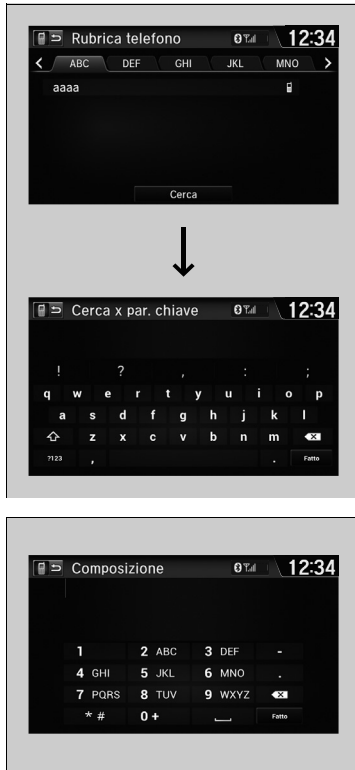 Rubrica telefono 12:34
ABC DEF GHI JKL MNO
aaaa
Cerca
Cerca x par. chiave 12:34
! ? , : ;
q w e r t y u i o p
a s d f g h j k l
z x c v b n m
?123 , . Fatto
Composizione 12:34
1 2 ABC 3 DEF -
4 GHI 5 JKL 6 MNO .
7 PQRS 8 TUV 9 WXYZ
* # 0 + Fatto